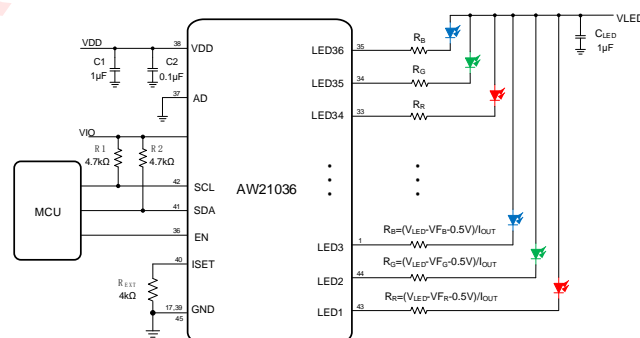 VLED
CLED
1µF
VDD
38
VDD
C1
1µF
C2
0.1µF
37
AD
VIO
R1
4.7kΩ
R2
4.7kΩ
MCU
42
SCL
41
SDA
36
EN
40
ISET
REXT
4kΩ
17,39
45
GND
AW21036
LED36
35
RB
LED35
34
RG
LED34
33
RR
LED3
1
RB=(VLED-VFB-0.5V)/IOUT
LED2
44
RG=(VLED-VFG-0.5V)/IOUT
LED1
43
RR=(VLED-VFR-0.5V)/IOUT